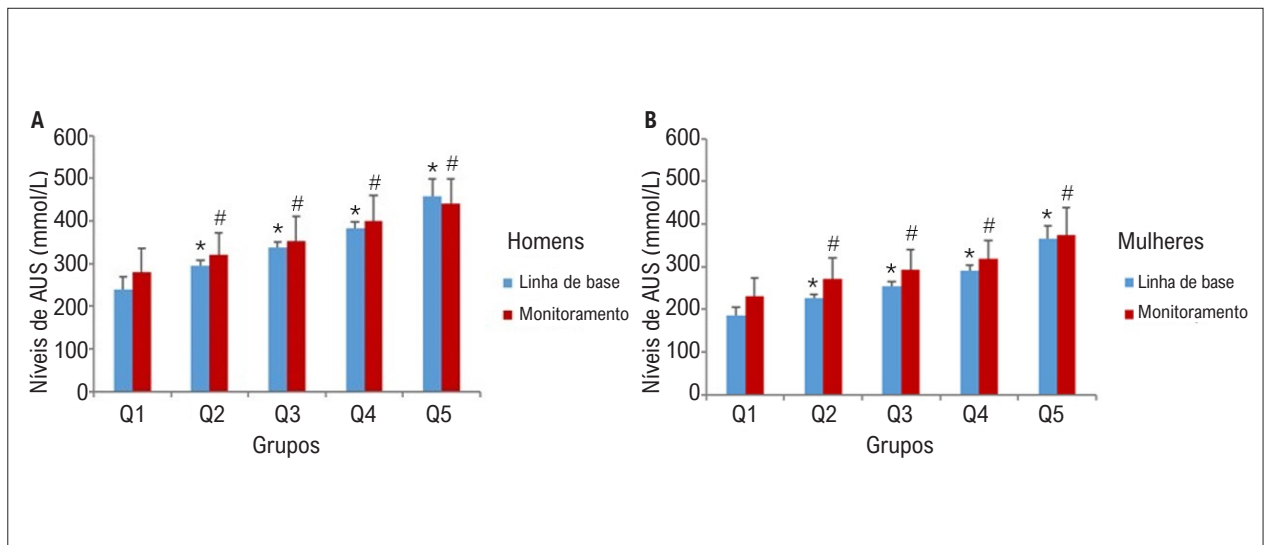 A
Níveis de AUS (mmol/L)
600
500
400
300
200
100
0
* # * # * # * #
Q1 Q2 Q3 Q4 Q5
Grupos
Homens
Linha de base
Monitoramento
B
Níveis de AUS (mmol/L)
600
500
400
300
200
100
0
* # * # * # * #
Q1 Q2 Q3 Q4 Q5
Grupos
Mulheres
Linha de base
Monitoramento